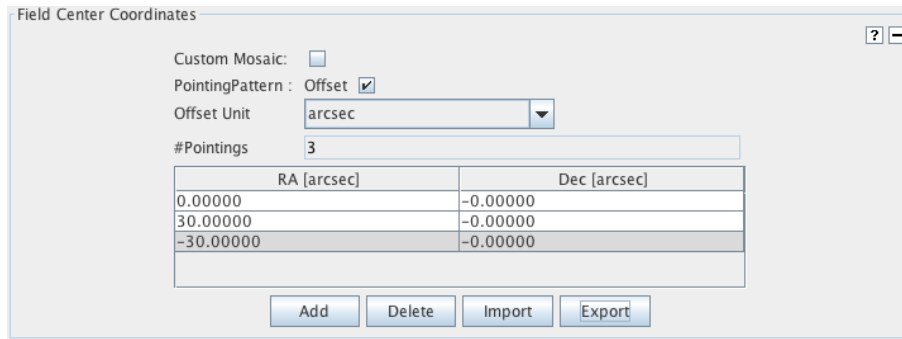 Field Center Coordinates
?
Custom Mosaic:
PointingPattern : Offset
Offset Unit arcsec
#Pointings 3
RA [arcsec] Dec [arcsec]
0.00000 -0.00000
30.00000 -0.00000
-30.00000 -0.00000
Add Delete Import Export